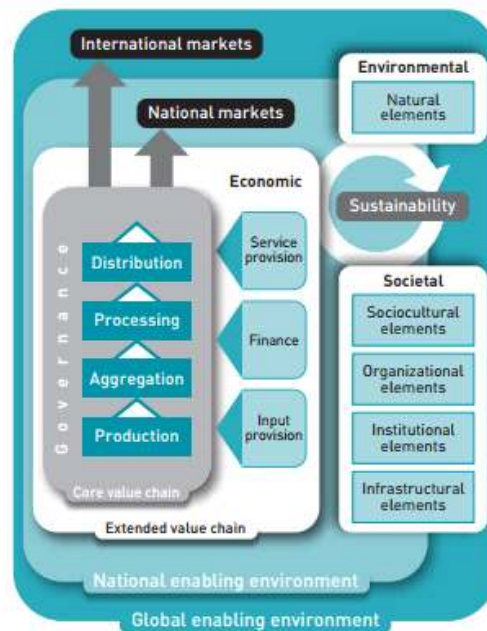 International markets
National markets
Environmental
Natural
elements
Sustainability
Economic
Governance
Distribution
Processing
Aggregation
Production
Core value chain
Service
provision
Finance
Input
provision
Extended value chain
Societal
Sociocultural
elements
Organizational
elements
Institutional
elements
Infrastructural
elements
National enabling environment
Global enabling environment